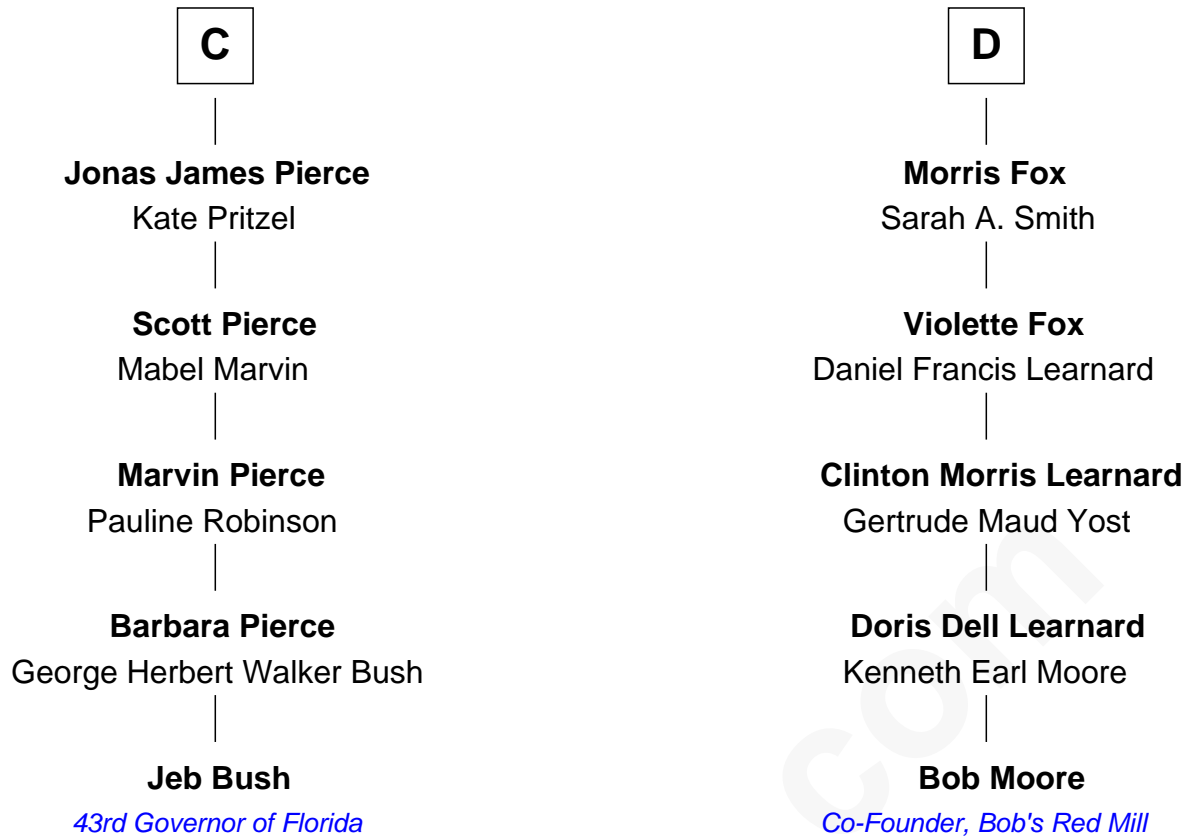 C
Jonas James Pierce
Kate Pritzel
Scott Pierce
Mabel Marvin
Marvin Pierce
Pauline Robinson
Barbara Pierce
George Herbert Walker Bush
Jeb Bush
43rd Governor of Florida
D
Morris Fox
Sarah A. Smith
Violette Fox
Daniel Francis Learnard
Clinton Morris Learnard
Gertrude Maud Yost
Doris Dell Learnard
Kenneth Earl Moore
Bob Moore
Co-Founder, Bob's Red Mill
com